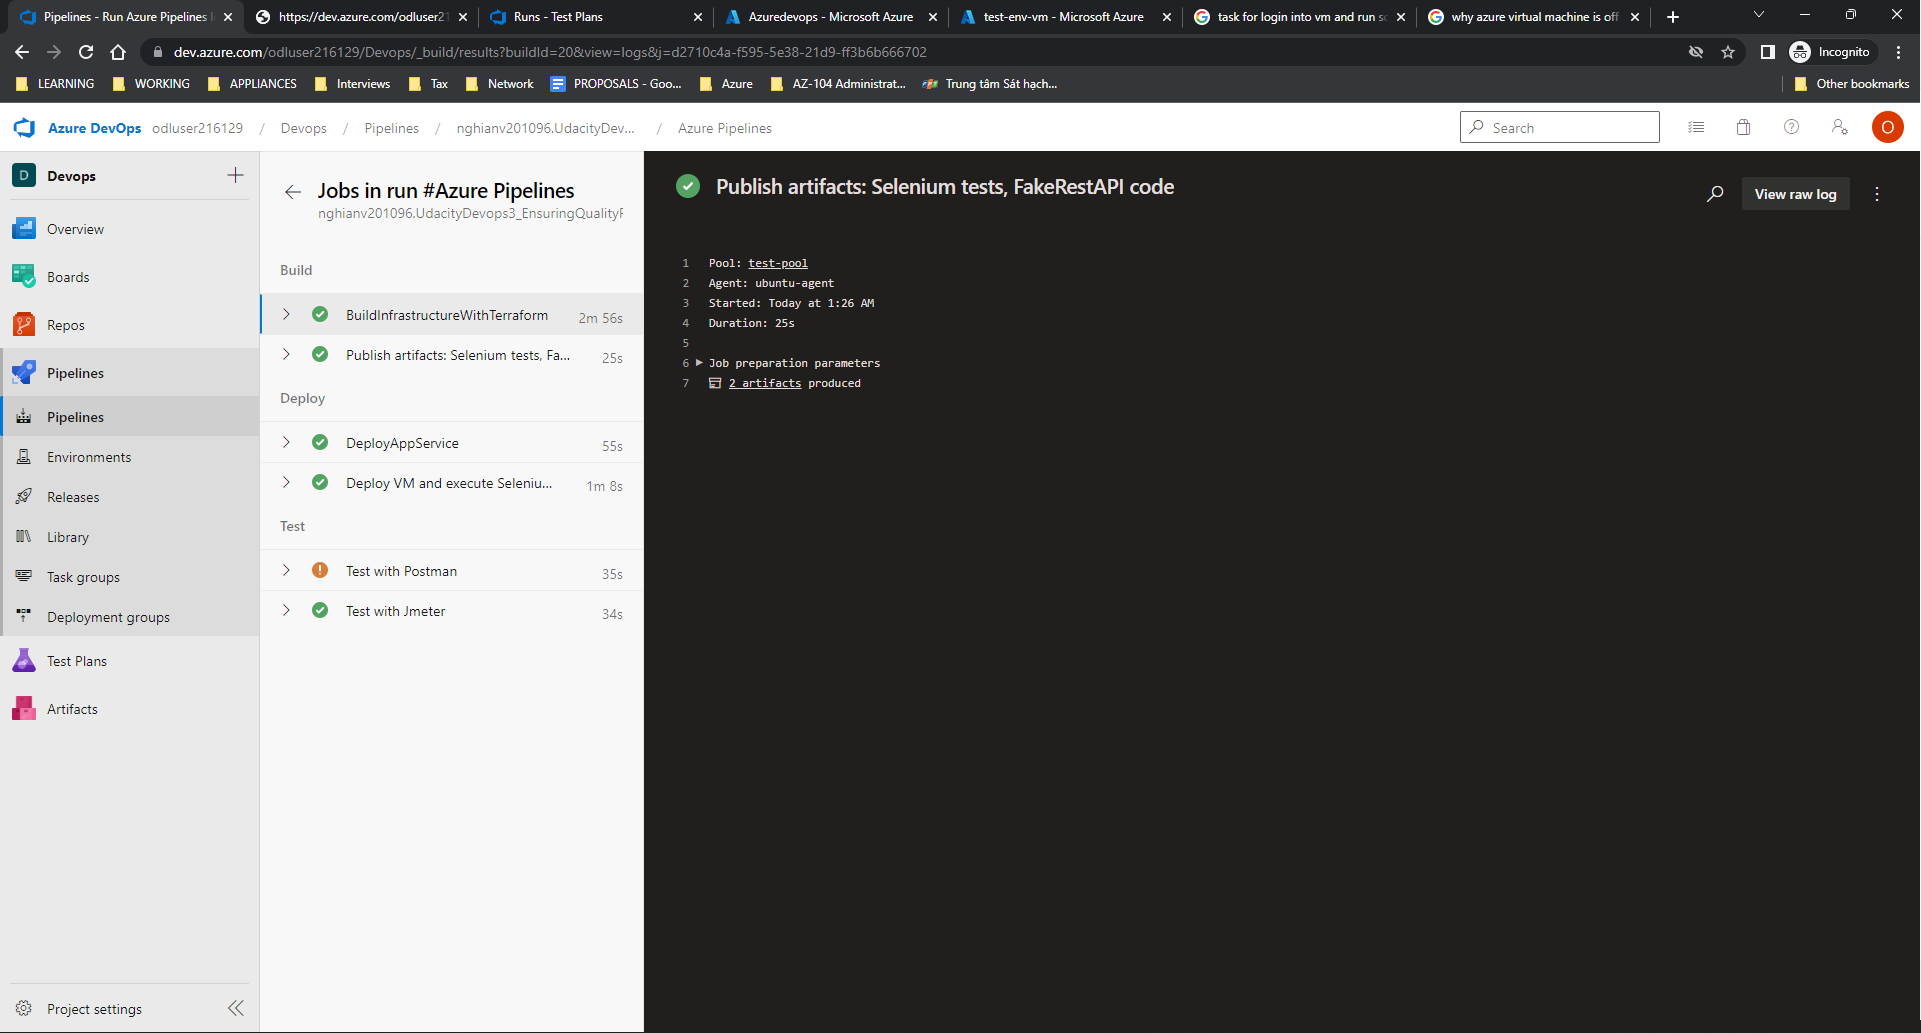 Pipelines - Run Azure Pipelines
https://dev.azure.com/odluser21
Runs - Test Plans
Azuredevops - Microsoft Azure
test-env-vm - Microsoft Azure
task for login into vm and run sc
why azure virtual machine is off
dev.azure.com/odluser216129/Devops/_build/results?buildId=20&view=logs&j=d2710c4a-f595-5e38-21d9-ff3b6b666702
Incognito
LEARNING
WORKING
APPLIANCES
Interviews
Tax
Network
PROPOSALS - Goo...
Azure
AZ-104 Administrat...
Trung tâm Sát hạch...
Other bookmarks
Azure DevOps odluser216129 / Devops / Pipelines / nghianv201096.UdacityDev... / Azure Pipelines
Search
O
D Devops
Overview
Boards
Repos
Pipelines
Pipelines
Environments
Releases
Library
Task groups
Deployment groups
Test Plans
Artifacts
Project settings
Jobs in run #Azure Pipelines
nghianv201096.UdacityDevops3_EnsuringQualityF
Build
BuildInfrastructureWithTerraform 2m 56s
Publish artifacts: Selenium tests, Fa... 25s
Deploy
DeployAppService 55s
Deploy VM and execute Seleniu... 1m 8s
Test
Test with Postman 35s
Test with Jmeter 34s
Publish artifacts: Selenium tests, FakeRestAPI code
View raw log
1 Pool: test-pool
2 Agent: ubuntu-agent
3 Started: Today at 1:26 AM
4 Duration: 25s
5
6 Job preparation parameters
7 2 artifacts produced